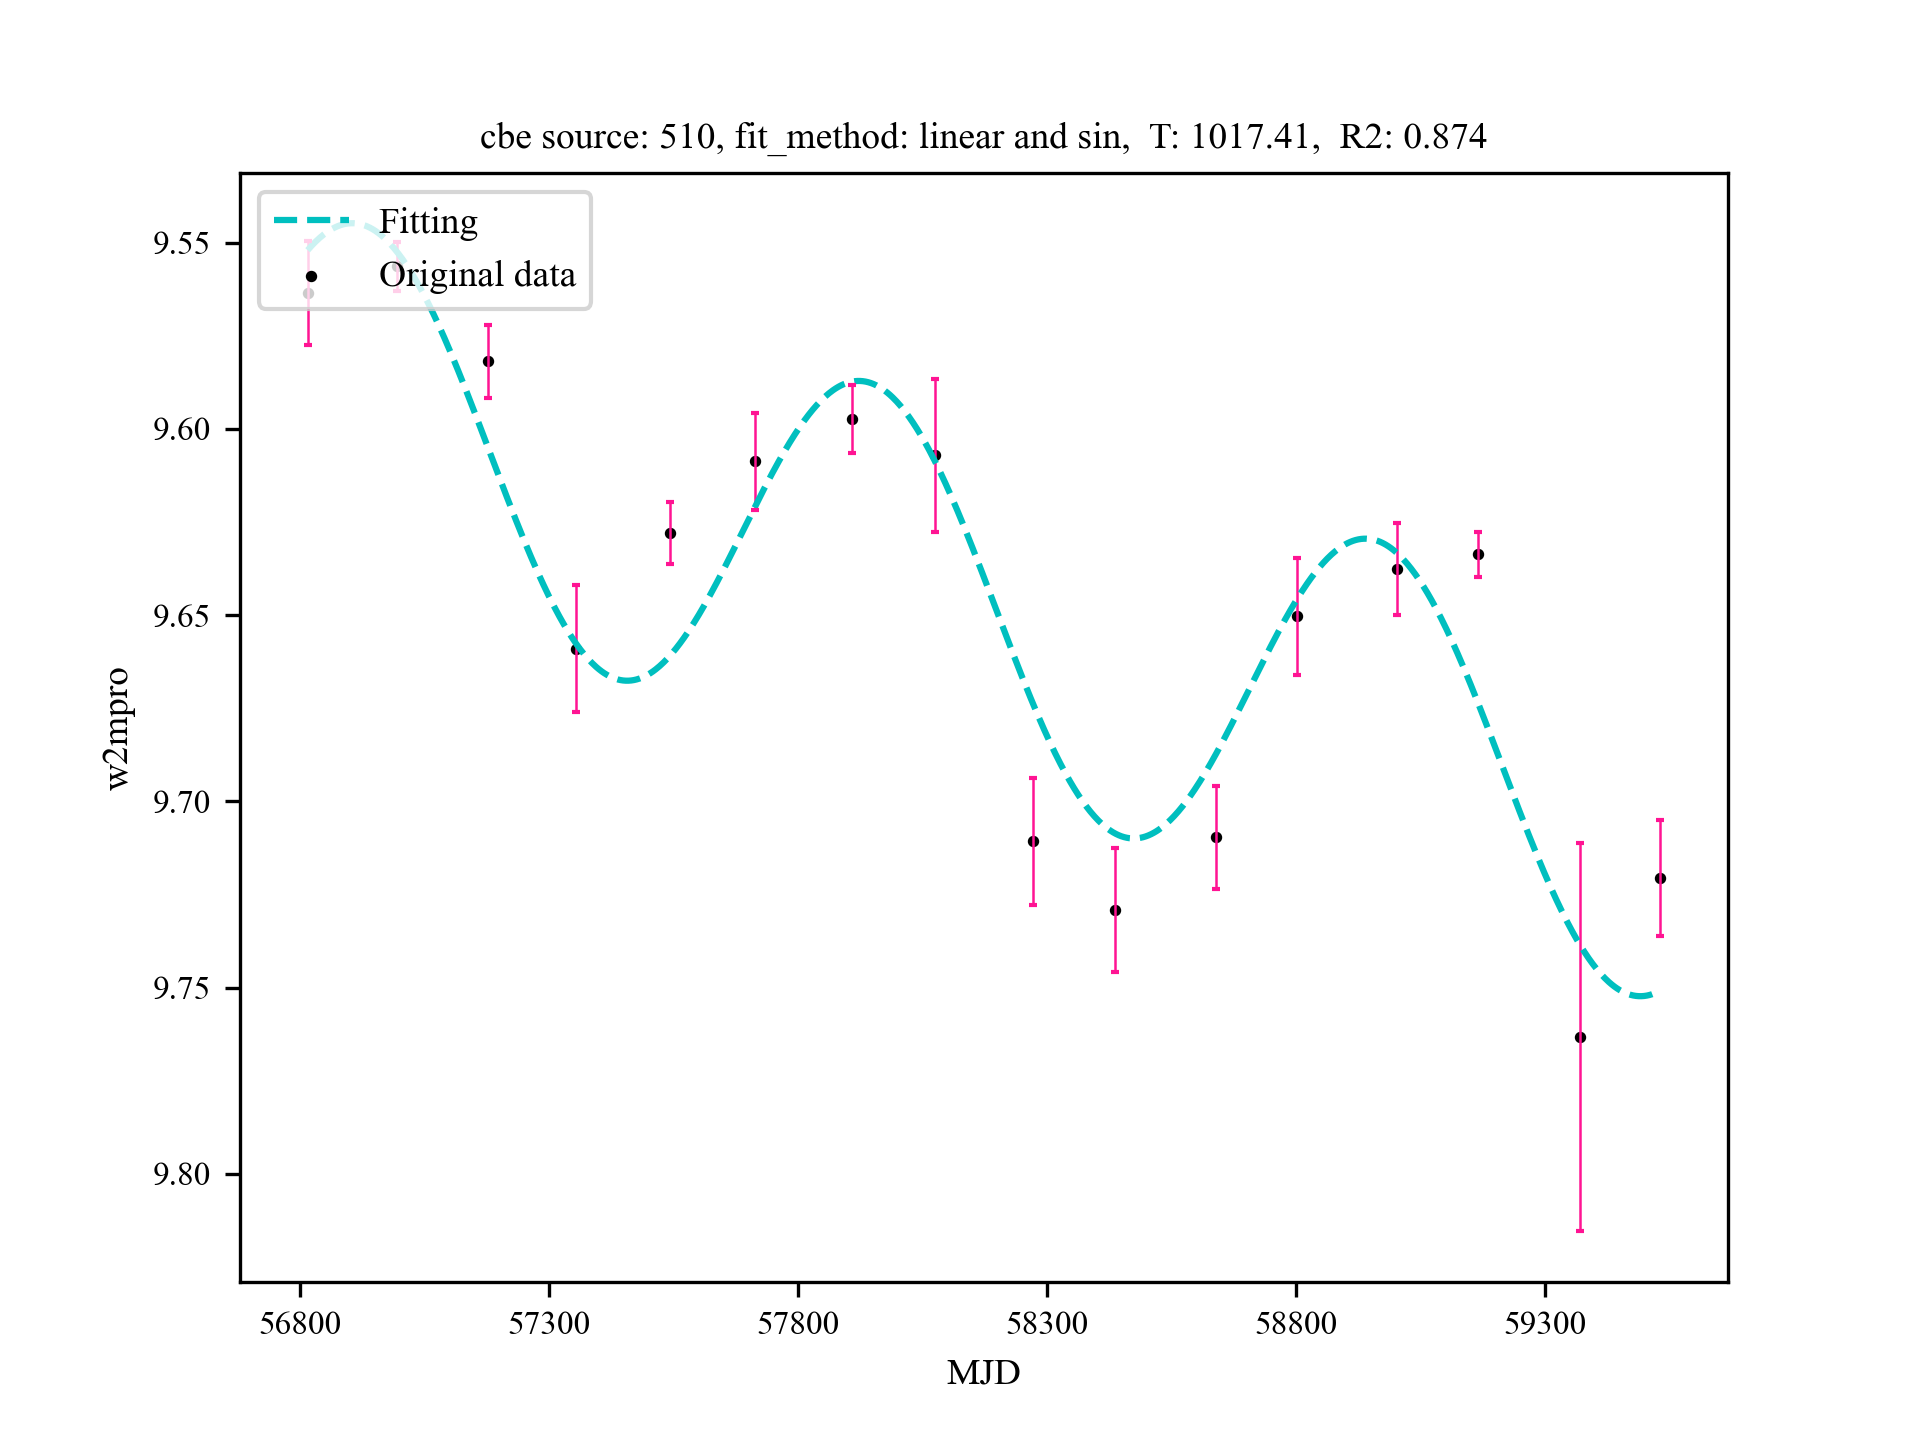 cbe source: 510, fit_method: linear and sin,  T: 1017.41,  R2: 0.874
Fitting
Original data
9.55
9.60
9.65
9.70
9.75
9.80
w2mpro
56800 57300 57800 58300 58800 59300
MJD